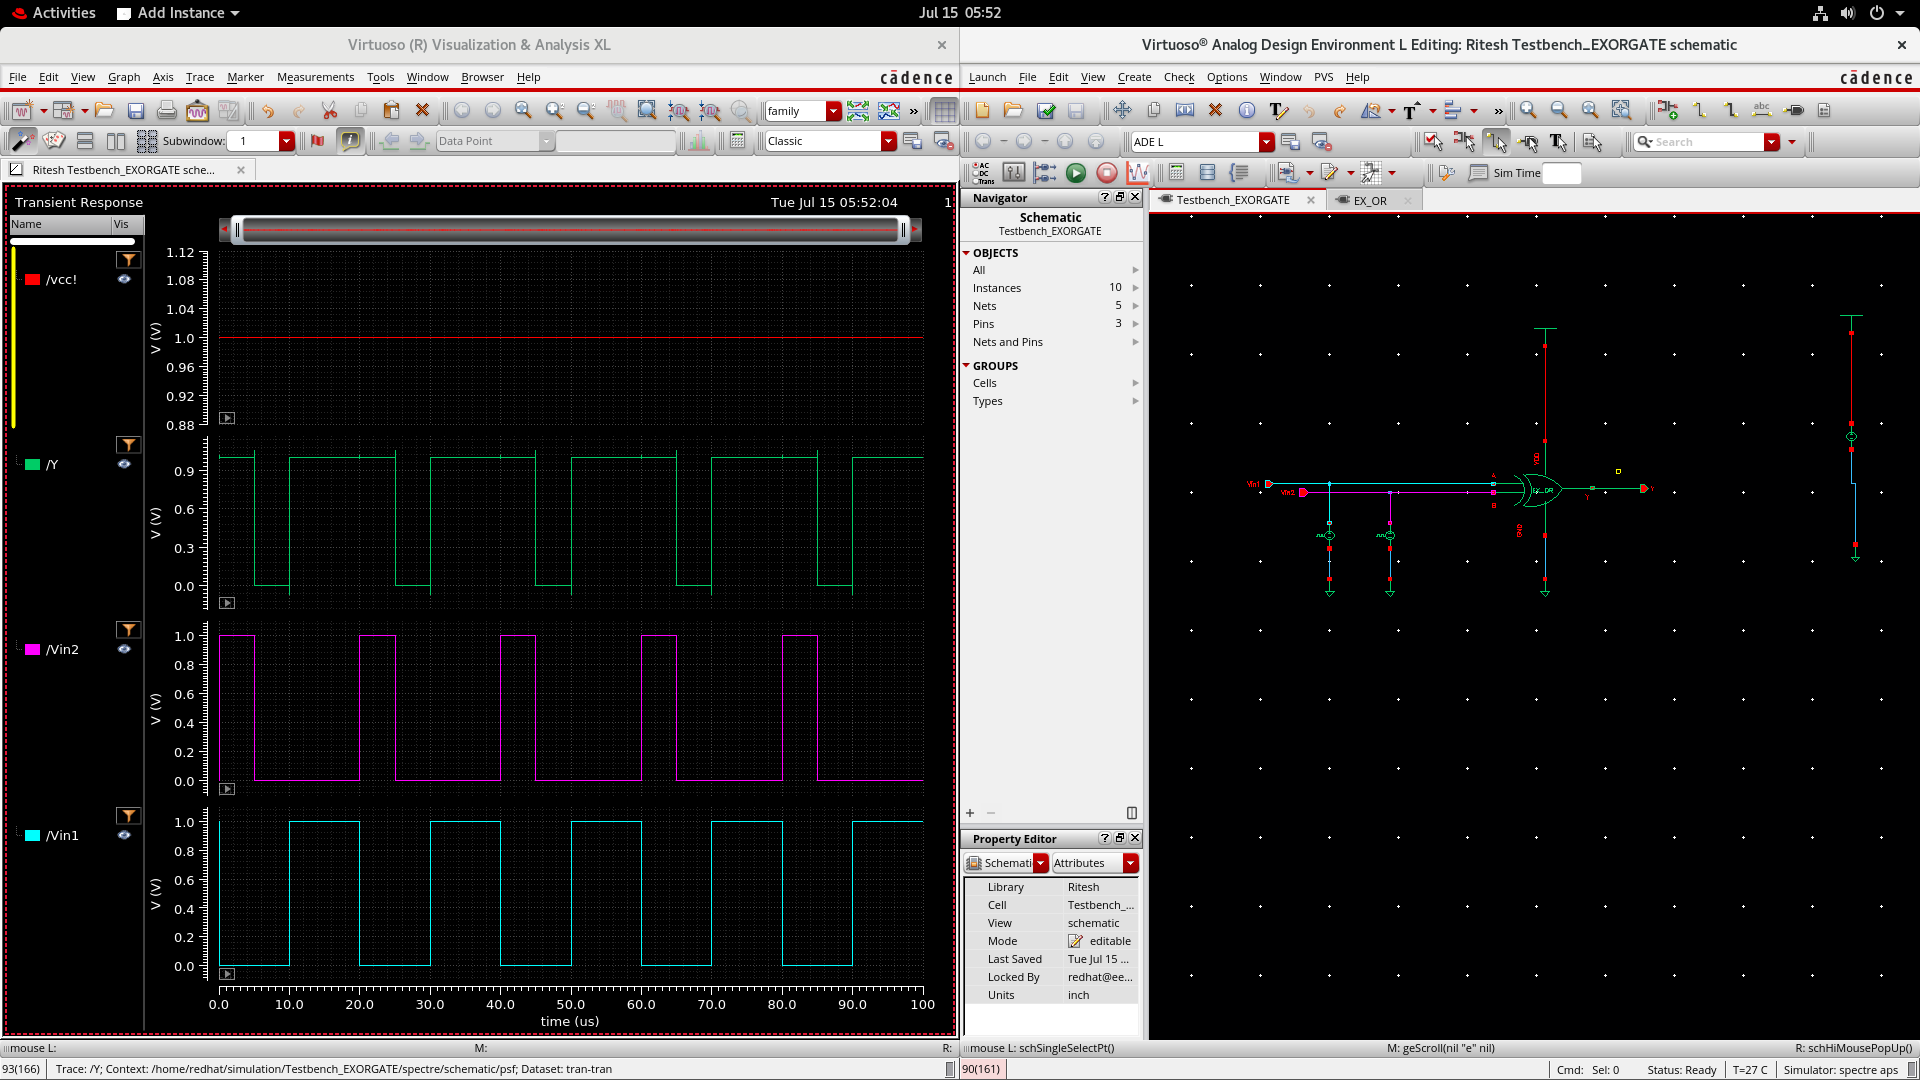 Activities
Add Instance
Jul 15 05:52
Virtuoso (R) Visualization & Analysis XL
File Edit View Graph Axis Trace Marker Measurements Tools Window Browser Help
cādence
family
Subwindow: 1
Data Point
Classic
Ritesh Testbench_EXORGATE sche...
Transient Response
Tue Jul 15 05:52:04
1
Name Vis
/vcc!
/Y
/Vin2
/Vin1
1.12
1.08
1.04
1.0
0.96
0.92
0.88
V (V)
0.9
0.6
0.3
0.0
V (V)
1.0
0.8
0.6
0.4
0.2
0.0
V (V)
1.0
0.8
0.6
0.4
0.2
0.0
V (V)
0.0 10.0 20.0 30.0 40.0 50.0 60.0 70.0 80.0 90.0 100
time (us)
mouse L: M: R:
93(166)
Trace: /Y; Context: /home/redhat/simulation/Testbench_EXORGATE/spectre/schematic/psf; Dataset: tran-tran
Virtuoso® Analog Design Environment L Editing: Ritesh Testbench_EXORGATE schematic
Launch File Edit View Create Check Options Window PVS Help
cādence
abc
ADE L
Search
AC
DC
Trans
Sim Time
Navigator
Schematic
Testbench_EXORGATE
OBJECTS
All
Instances 10
Nets 5
Pins 3
Nets and Pins
GROUPS
Cells
Types
Property Editor
Schemati
Attributes
Library Ritesh
Cell Testbench_...
View schematic
Mode editable
Last Saved Tue Jul 15 ...
Locked By redhat@ee...
Units inch
Testbench_EXORGATE
EX_OR
Vin1
Vin2
A
B
VDD
EX_OR
GND
Y
Y
mouse L: schSingleSelectPt()
M: geScroll(nil "e" nil)
R: schHiMousePopUp()
90(161)
Cmd: Sel: 0
Status: Ready
T=27 C
Simulator: spectre aps